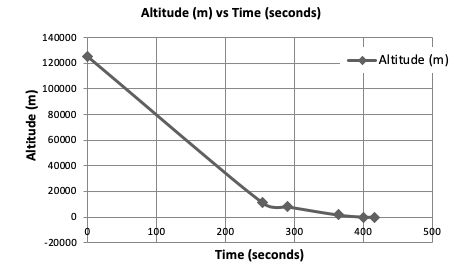 Altitude (m) vs Time (seconds)
140000
120000
100000
80000
60000
40000
20000
0
-20000
0 100 200 300 400 500
Altitude (m)
Time (seconds)
Altitude (m)